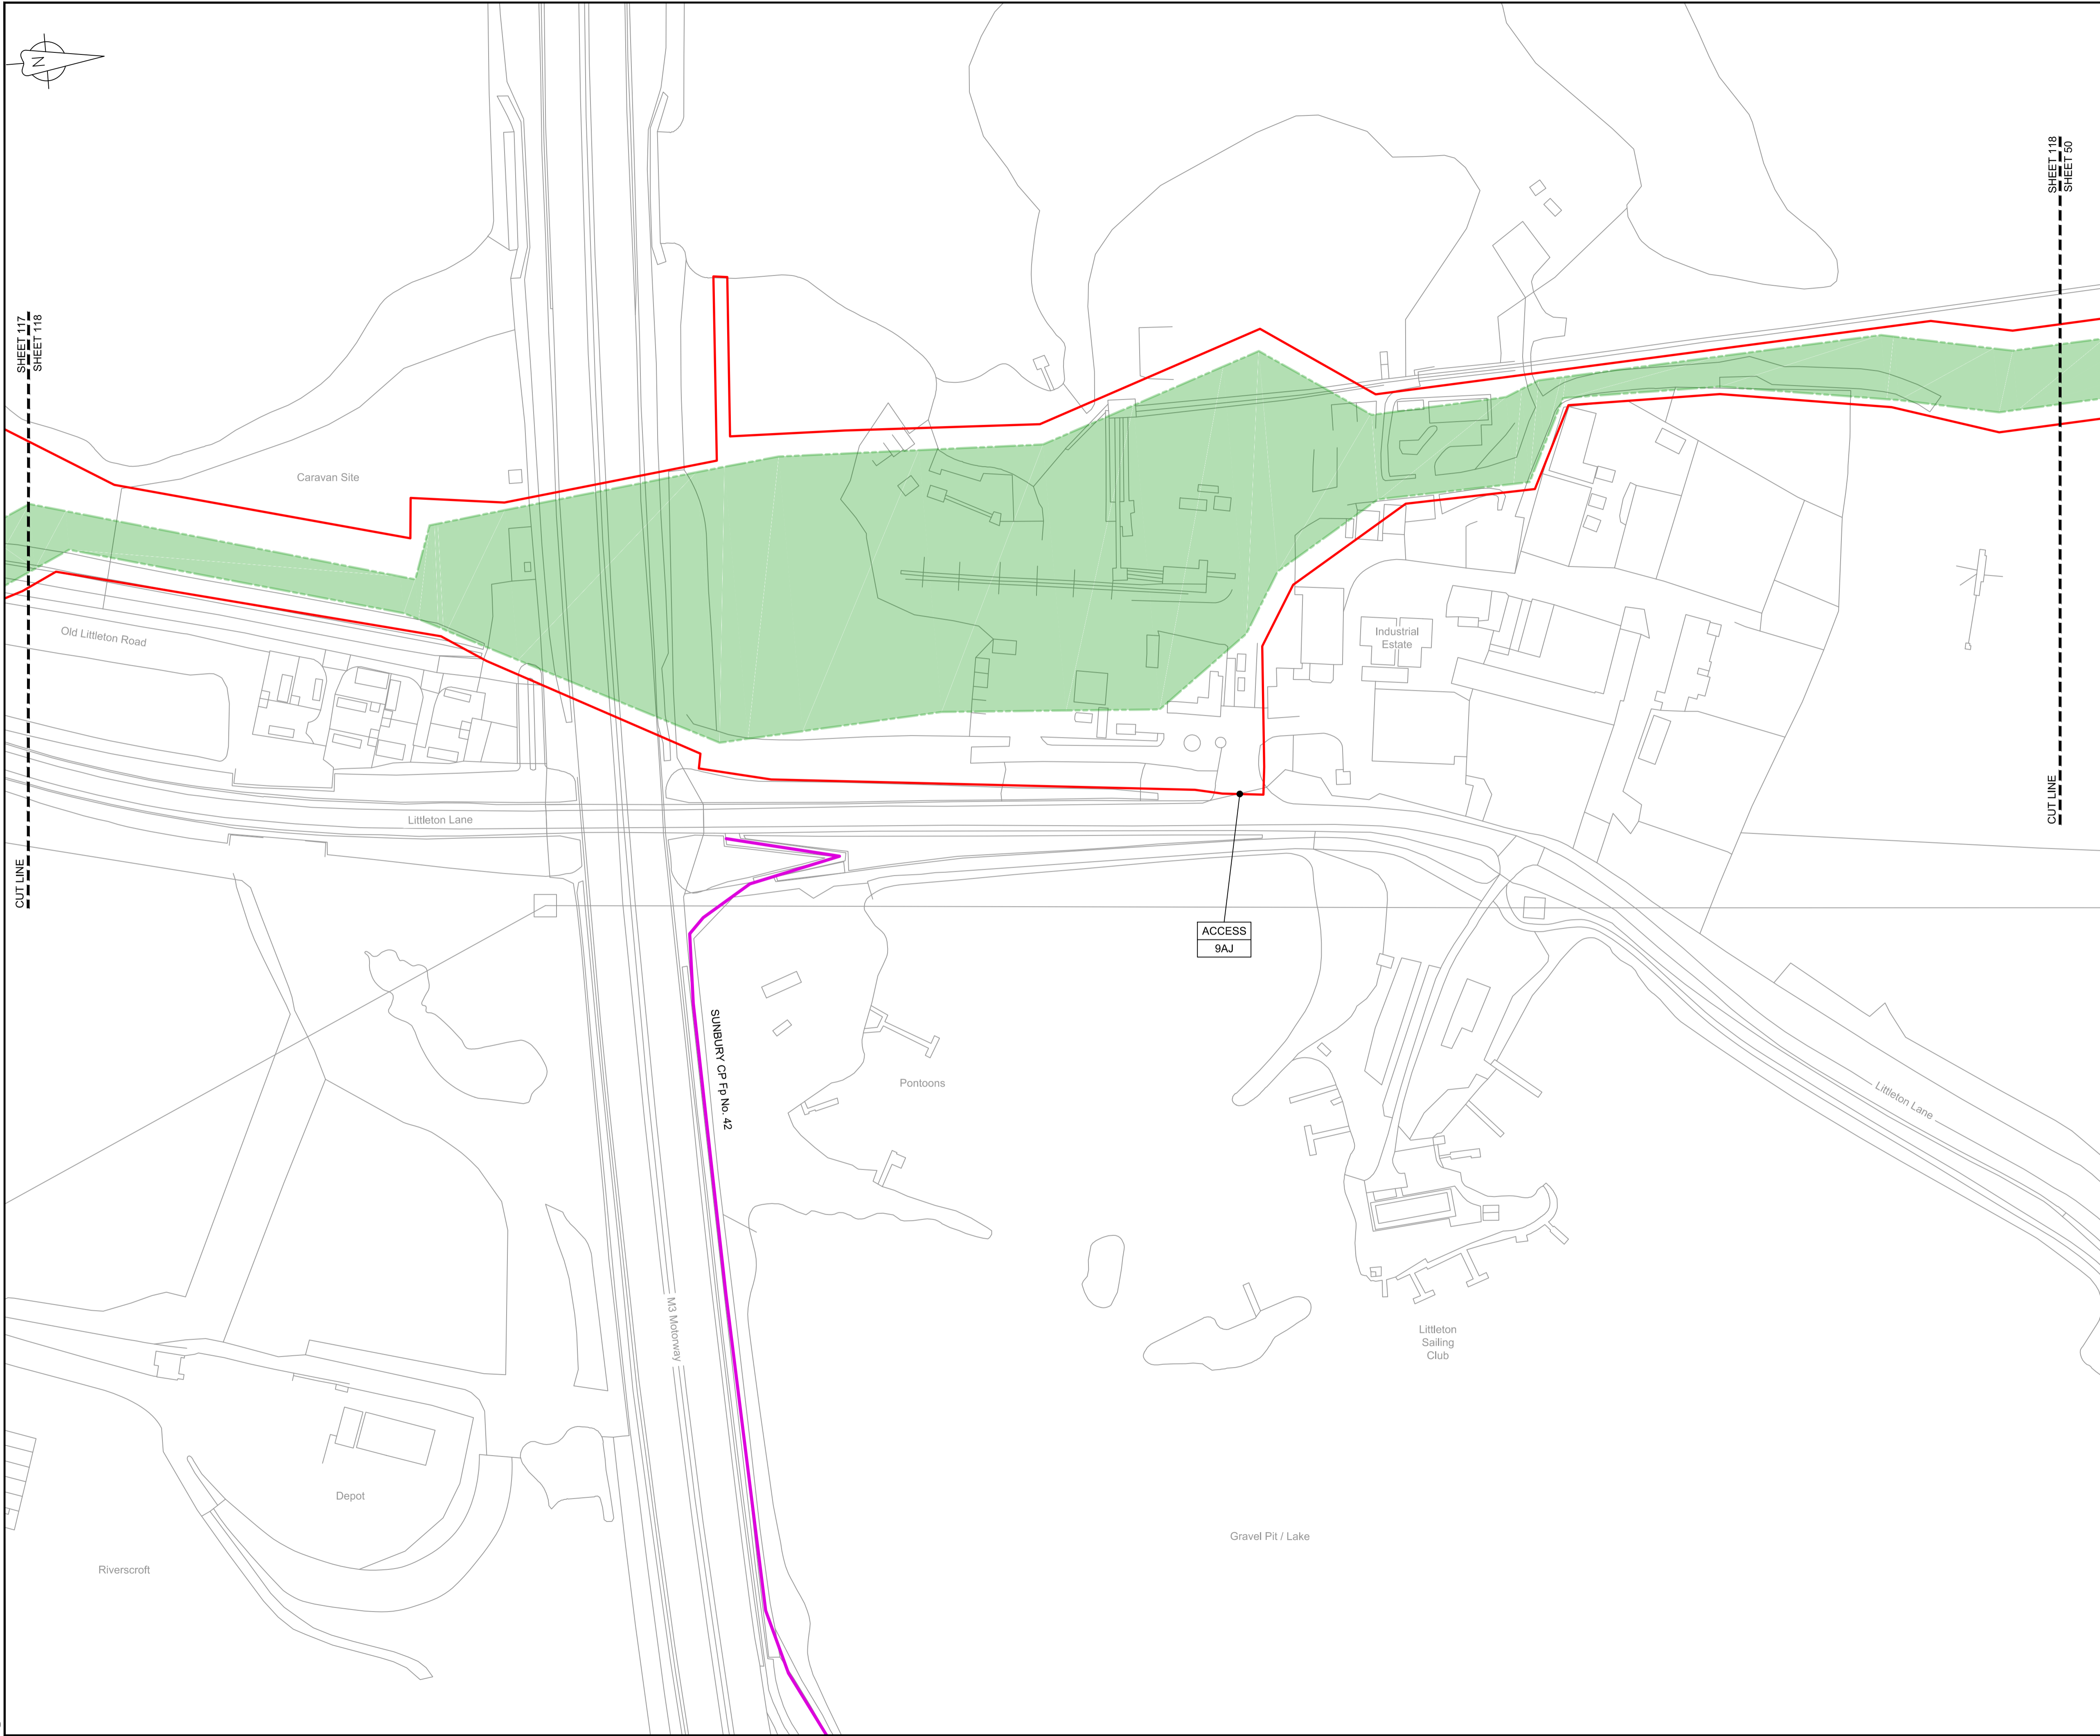 N
SHEET 118
SHEET 50
SHEET 117
SHEET 118
Caravan Site
Old Littleton Road
Industrial
Estate
CUT LINE
Littleton Lane
CUT LINE
ACCESS
9AJ
SUNBURY CP Fp No. 42
Pontoons
Littleton Lane
M3 Motorway
Littleton
Sailing
Club
Depot
Gravel Pit / Lake
Riverscroft